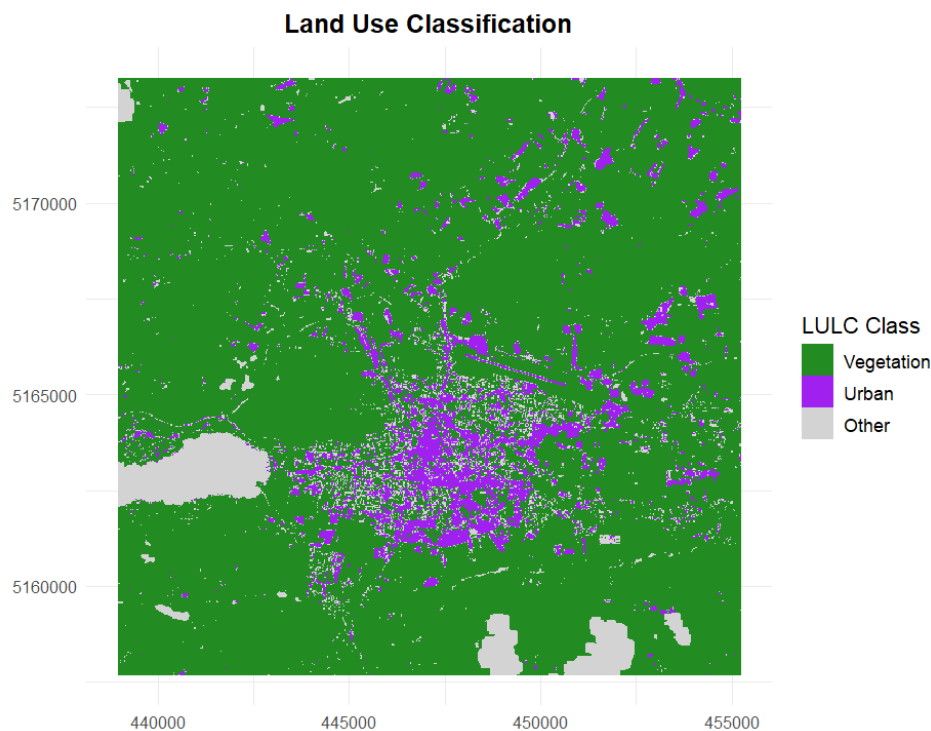 Land Use Classification
5170000
5165000
5160000
440000 445000 450000 455000
LULC Class
Vegetation
Urban
Other